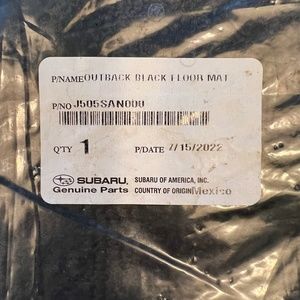 P/NAME OUTBACK BLACK FLOOR MAT
P/NO J505SAN000
QTY 1 P/DATE 7/15/2022
SUBARU SUBARU OF AMERICA, INC.
Genuine Parts COUNTRY OF ORIGIN Mexico